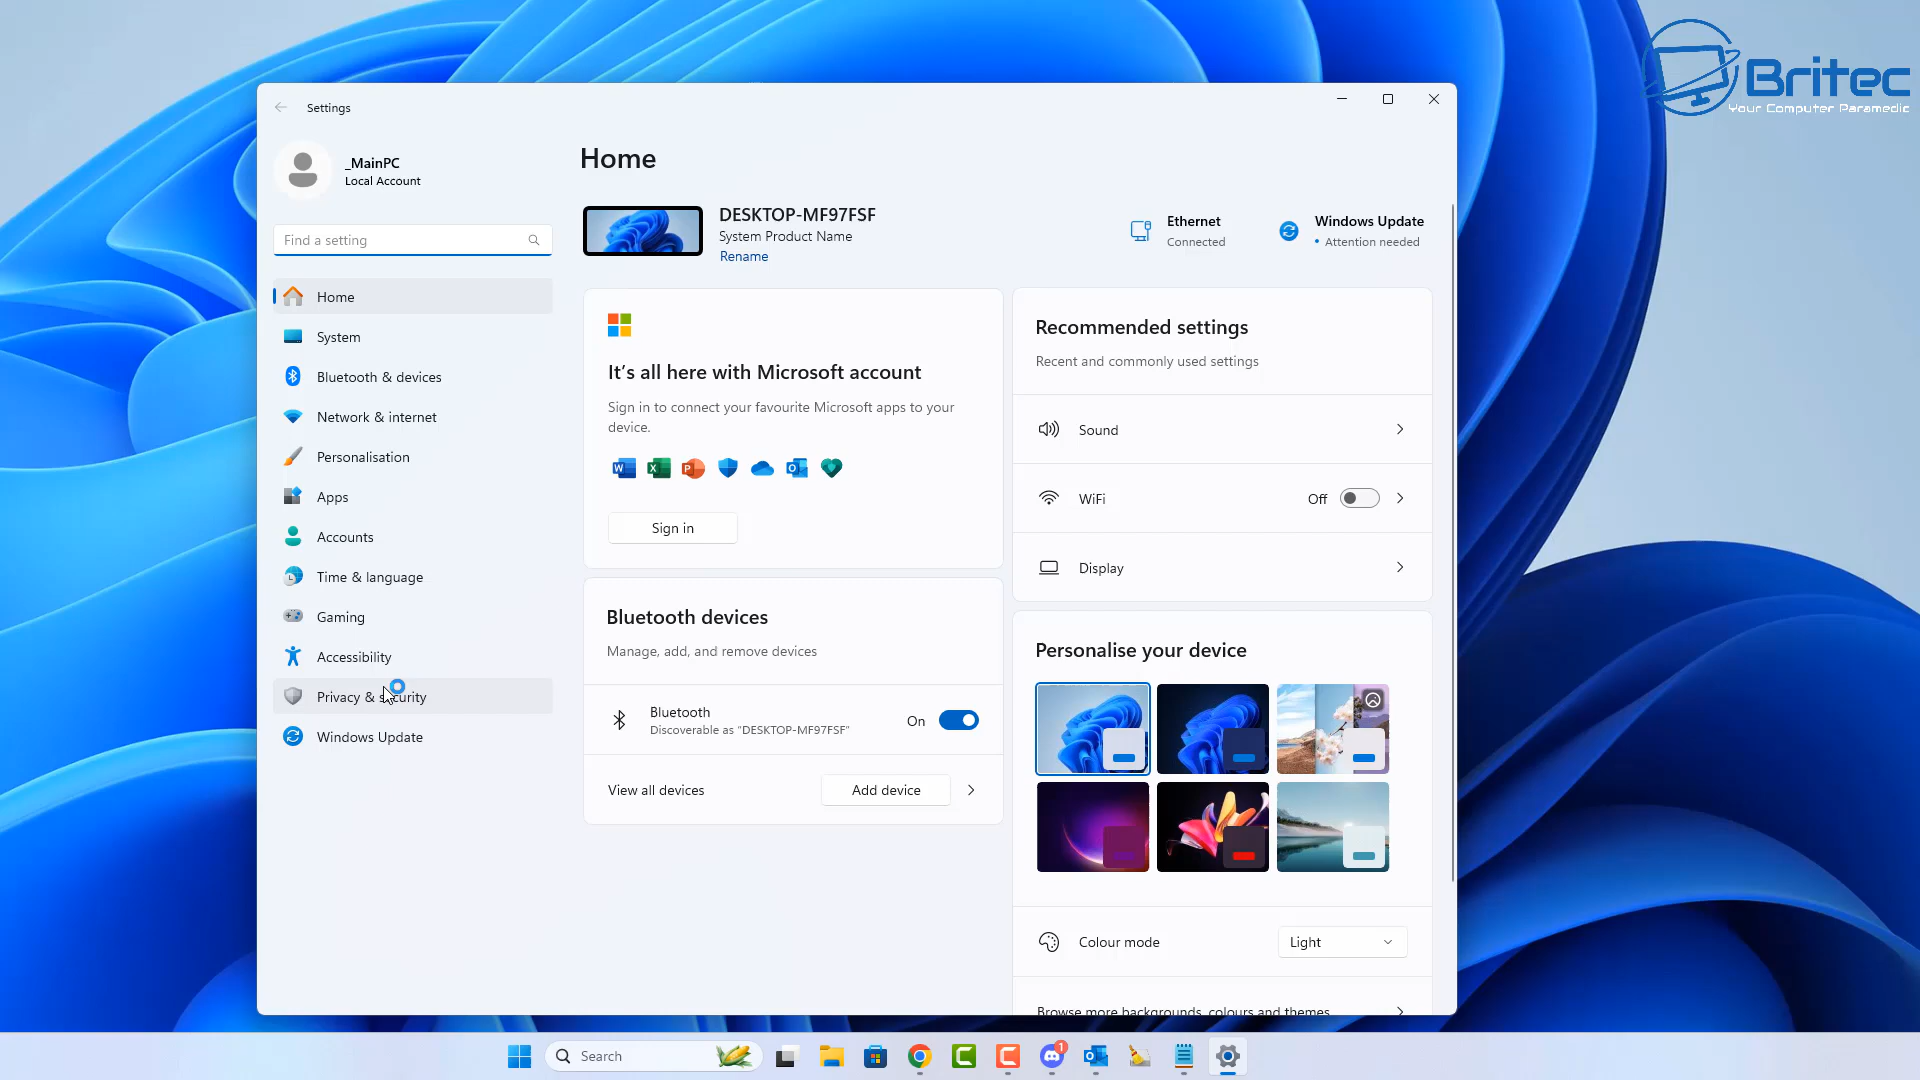 Britec
Your Computer Paramedic
Settings
_MainPC
Local Account
Find a setting
Home
System
Bluetooth & devices
Network & internet
Personalisation
Apps
Accounts
Time & language
Gaming
Accessibility
Privacy & security
Windows Update
Home
DESKTOP-MF97FSF
System Product Name
Rename
Ethernet
Connected
Windows Update
• Attention needed
It's all here with Microsoft account
Sign in to connect your favourite Microsoft apps to your
device.
Sign in
Bluetooth devices
Manage, add, and remove devices
Bluetooth
Discoverable as "DESKTOP-MF97FSF"
On
View all devices
Add device
Recommended settings
Recent and commonly used settings
Sound
WiFi
Off
Display
Personalise your device
Colour mode
Light
Browse more backgrounds, colours and themes
Search
1